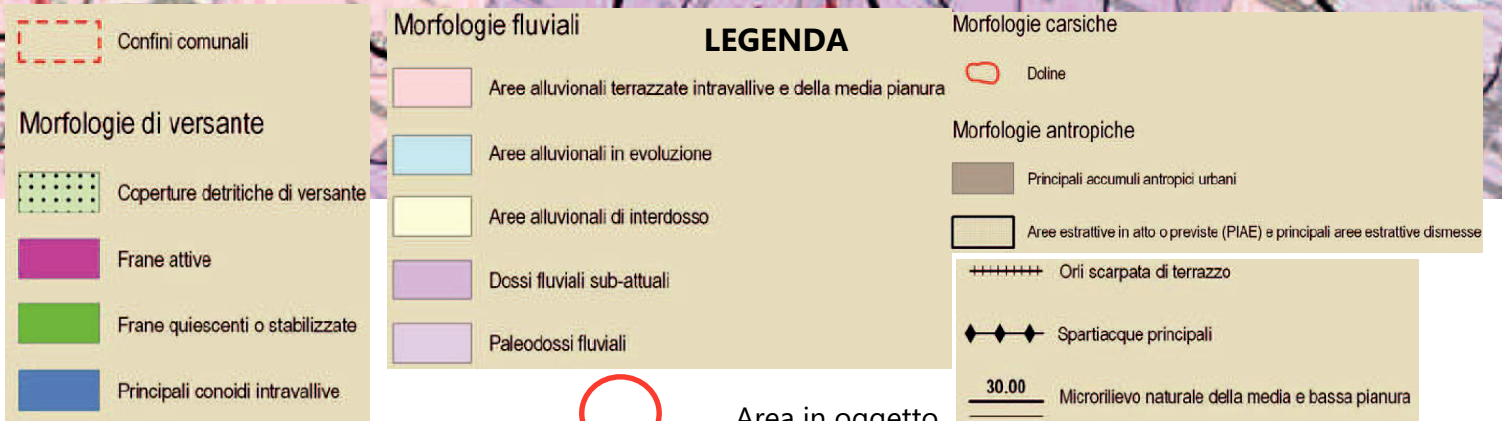 Confini comunali
Morfologie di versante
Coperture detritiche di versante
Frane attive
Frane quiescenti o stabilizzate
Principali conoidi intravallive
LEGENDA
Morfologie fluviali
Aree alluvionali terrazzate intravallive e della media pianura
Aree alluvionali in evoluzione
Aree alluvionali di interdosso
Dossi fluviali sub-attuali
Paleodossi fluviali
Area in oggetto
Morfologie carsiche
Doline
Morfologie antropiche
Principali accumuli antropici urbani
Aree estrattive in atto o previste (PIAE) e principali aree estrattive dismesse
Orli scarpata di terrazzo
Spartiacque principali
30.00
Microrilievo naturale della media e bassa pianura